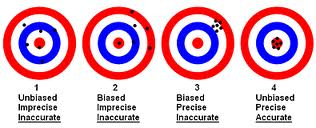 1 2 3 4
Unbiased Biased Biased Unbiased
Imprecise Imprecise Precise Precise
Inaccurate Inaccurate Inaccurate Accurate